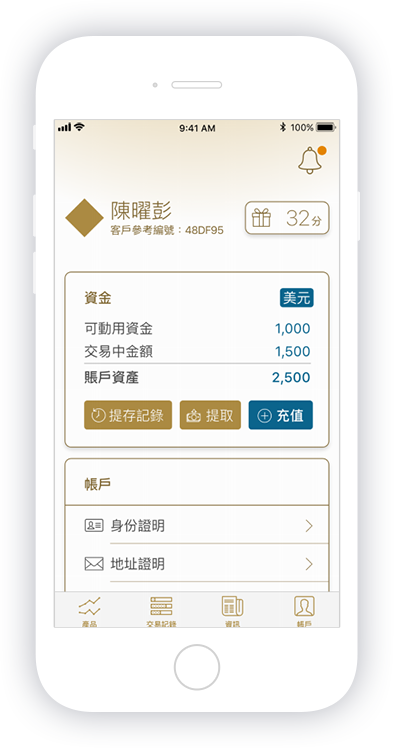 9:41 AM 100%
陳曜彭
客戶參考編號：48DF95
32分
資金 美元
可動用資金 1,000
交易中金額 1,500
賬戶資產 2,500
提存記錄 提取 充值
帳戶
身份證明
地址證明
產品 交易記錄 資訊 帳戶